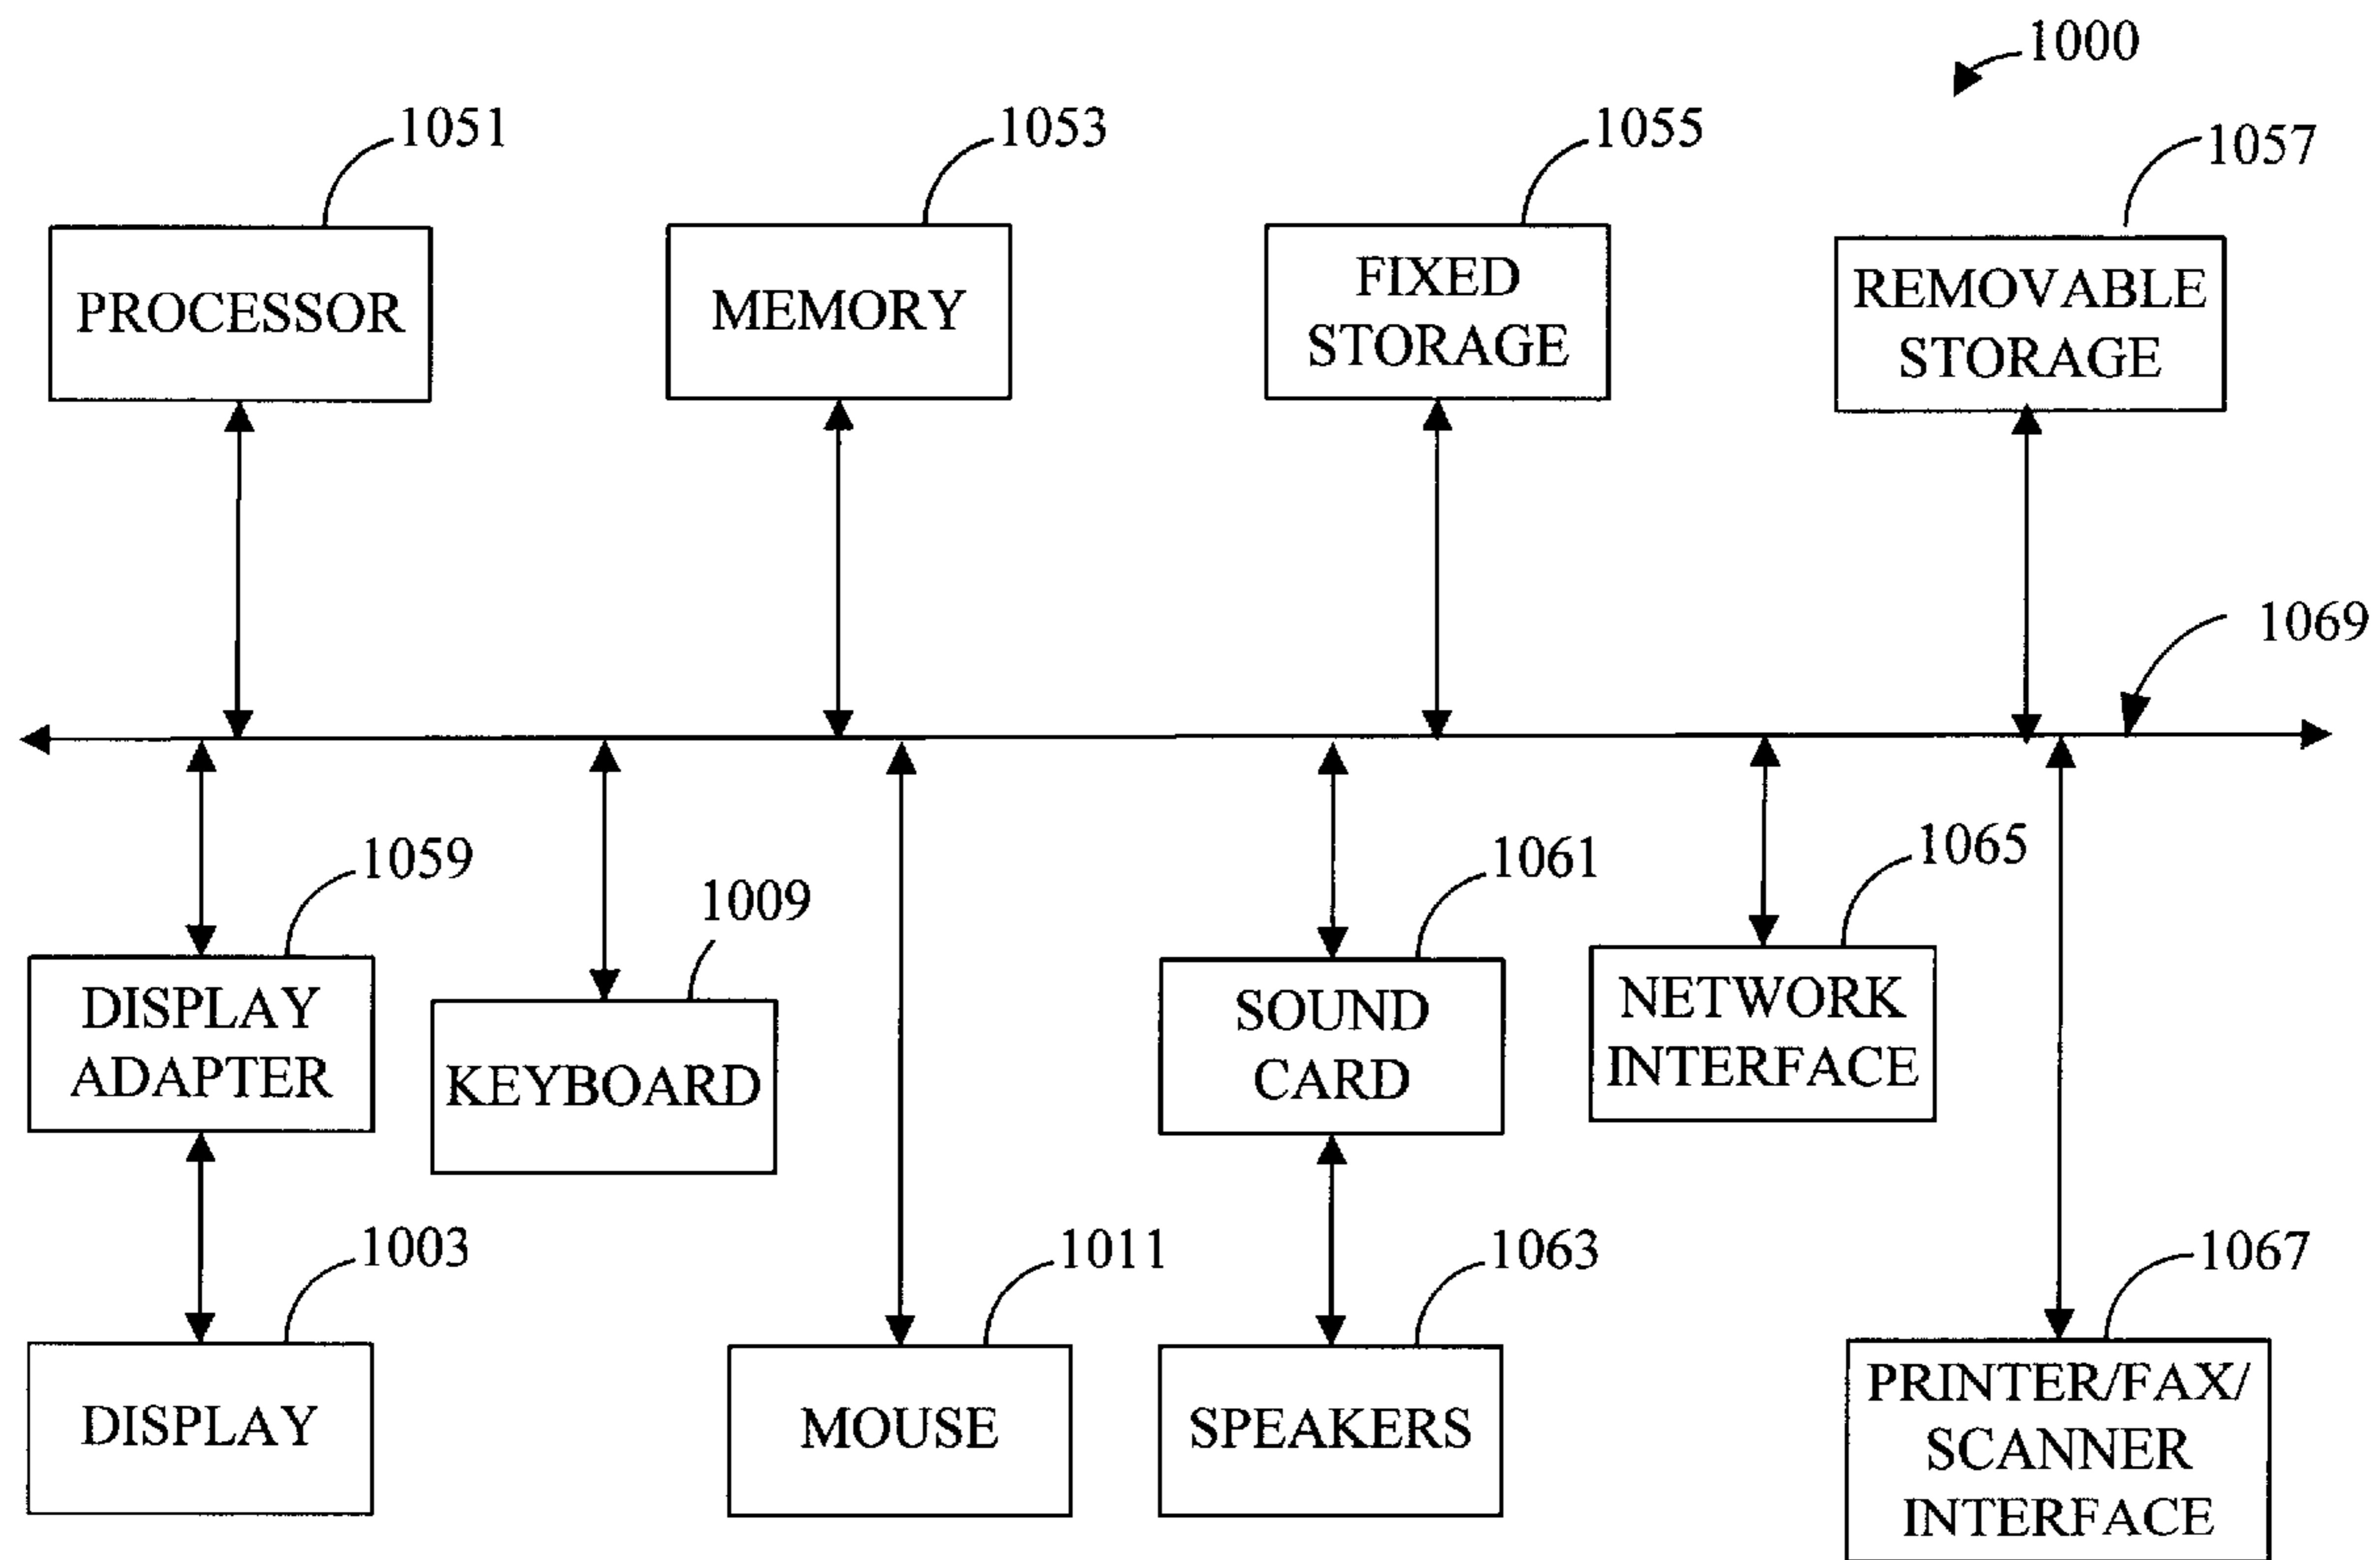 1000
1051
1053
1055
1057
PROCESSOR
MEMORY
FIXED
STORAGE
REMOVABLE
STORAGE
1069
1059
1009
1061
1065
DISPLAY
ADAPTER
KEYBOARD
SOUND
CARD
NETWORK
INTERFACE
1003
1011
1063
1067
DISPLAY
MOUSE
SPEAKERS
PRINTER/FAX/
SCANNER
INTERFACE